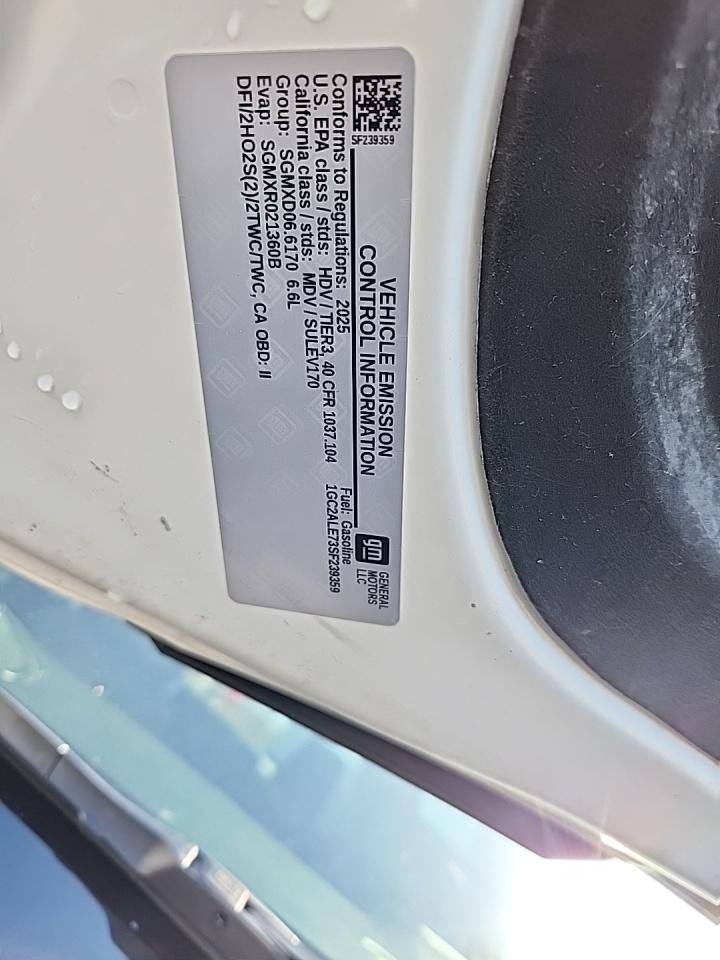 SF239359
VEHICLE EMISSION
CONTROL INFORMATION
gm
GENERAL
MOTORS
LLC
Conforms to Regulations: 2025
Fuel: Gasoline
U.S. EPA class / stds: HDV / TIER3, 40 CFR 1037.104
1GC2ALE73SF239359
California class / stds: MDV / SULEV170
Group: SGMXD06.6170 6.6L
Evap: SGMXR021360B
DFI/2HO2S(2)/2TWC/TWC, CA OBD: II